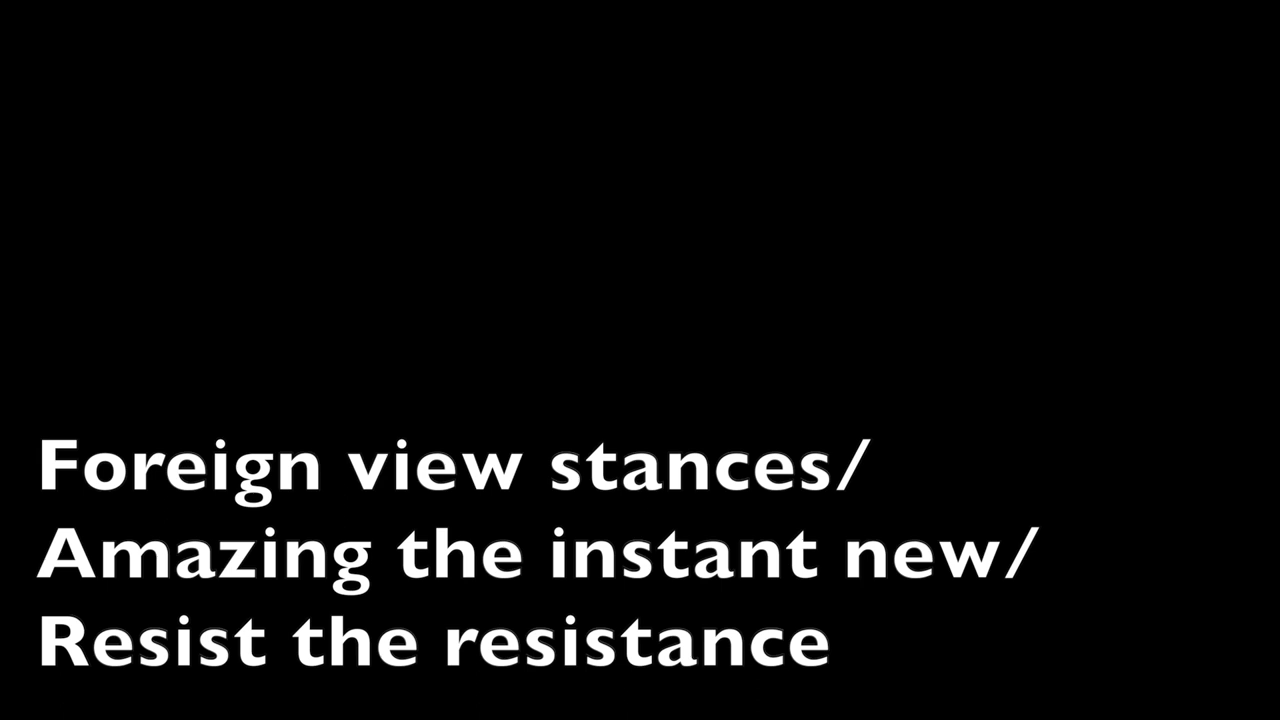 Foreign view stances/
Amazing the instant new/
Resist the resistance